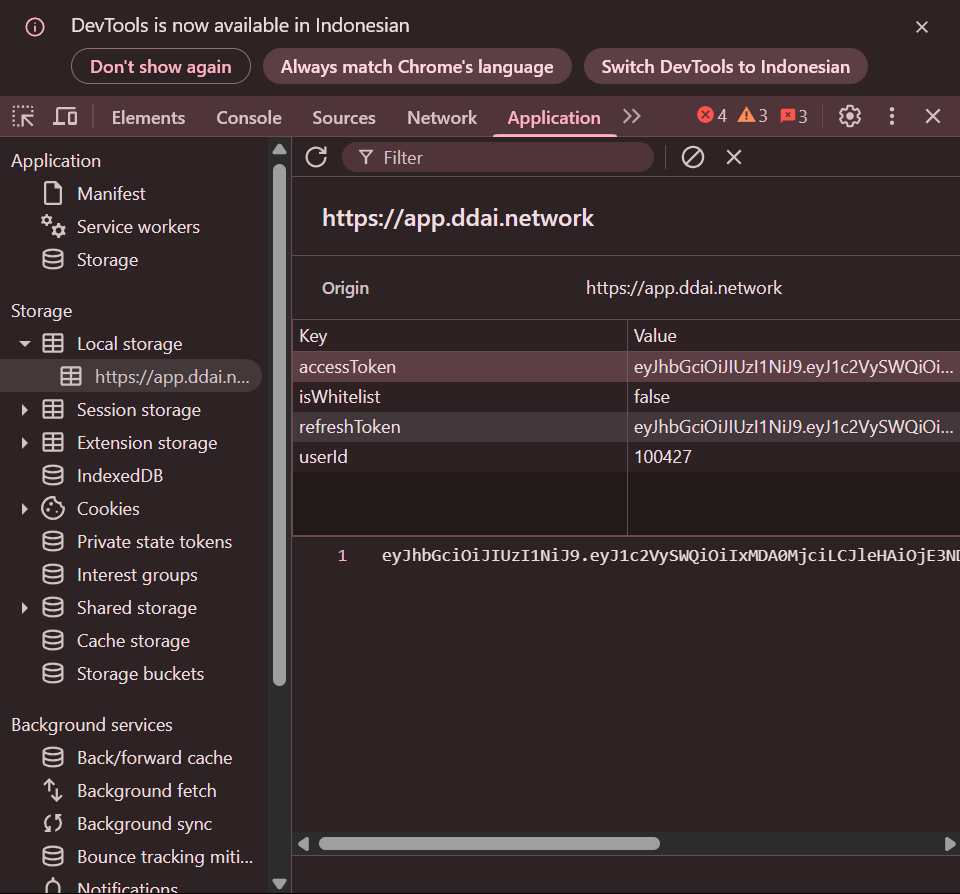 DevTools is now available in Indonesian
Don't show again
Always match Chrome's language
Switch DevTools to Indonesian
Elements
Console
Sources
Network
Application
4
3
3
Application
Manifest
Service workers
Storage
Storage
Local storage
https://app.ddai.n...
Session storage
Extension storage
IndexedDB
Cookies
Private state tokens
Interest groups
Shared storage
Cache storage
Storage buckets
Background services
Back/forward cache
Background fetch
Background sync
Bounce tracking miti...
Notifications
Filter
https://app.ddai.network
Origin https://app.ddai.network
Key Value
accessToken eyJhbGciOiJIUzI1NiJ9.eyJ1c2VySWQiOi...
isWhitelist false
refreshToken eyJhbGciOiJIUzI1NiJ9.eyJ1c2VySWQiOi...
userId 100427
1 eyJhbGciOiJIUzI1NiJ9.eyJ1c2VySWQiOiIxMDA0MjciLCJleHAiOjE3ND